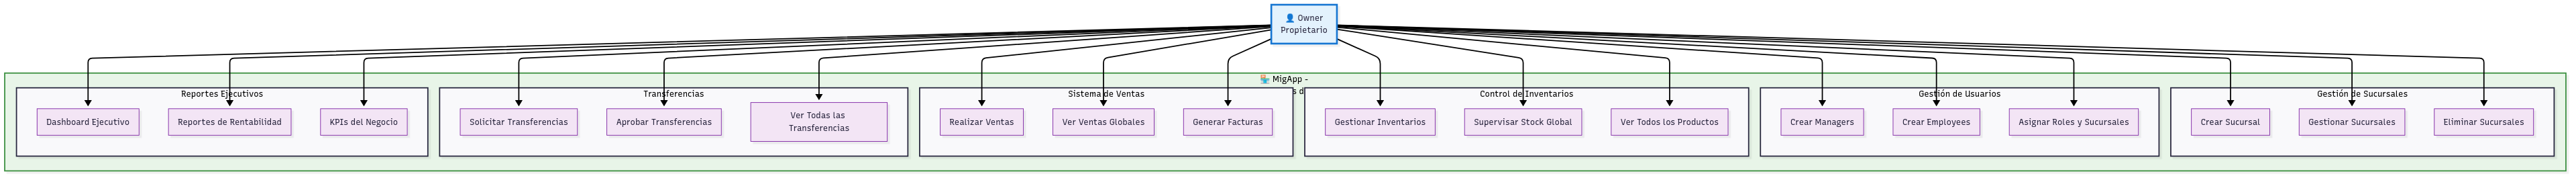 👤 Owner
Propietario
🏪 MigApp -
s d
Reportes Ejecutivos
Dashboard Ejecutivo
Reportes de Rentabilidad
KPIs del Negocio
Transferencias
Solicitar Transferencias
Aprobar Transferencias
Ver Todas las
Transferencias
Sistema de Ventas
Realizar Ventas
Ver Ventas Globales
Generar Facturas
Control de Inventarios
Gestionar Inventarios
Supervisar Stock Global
Ver Todos los Productos
Gestión de Usuarios
Crear Managers
Crear Employees
Asignar Roles y Sucursales
Gestión de Sucursales
Crear Sucursal
Gestionar Sucursales
Eliminar Sucursales